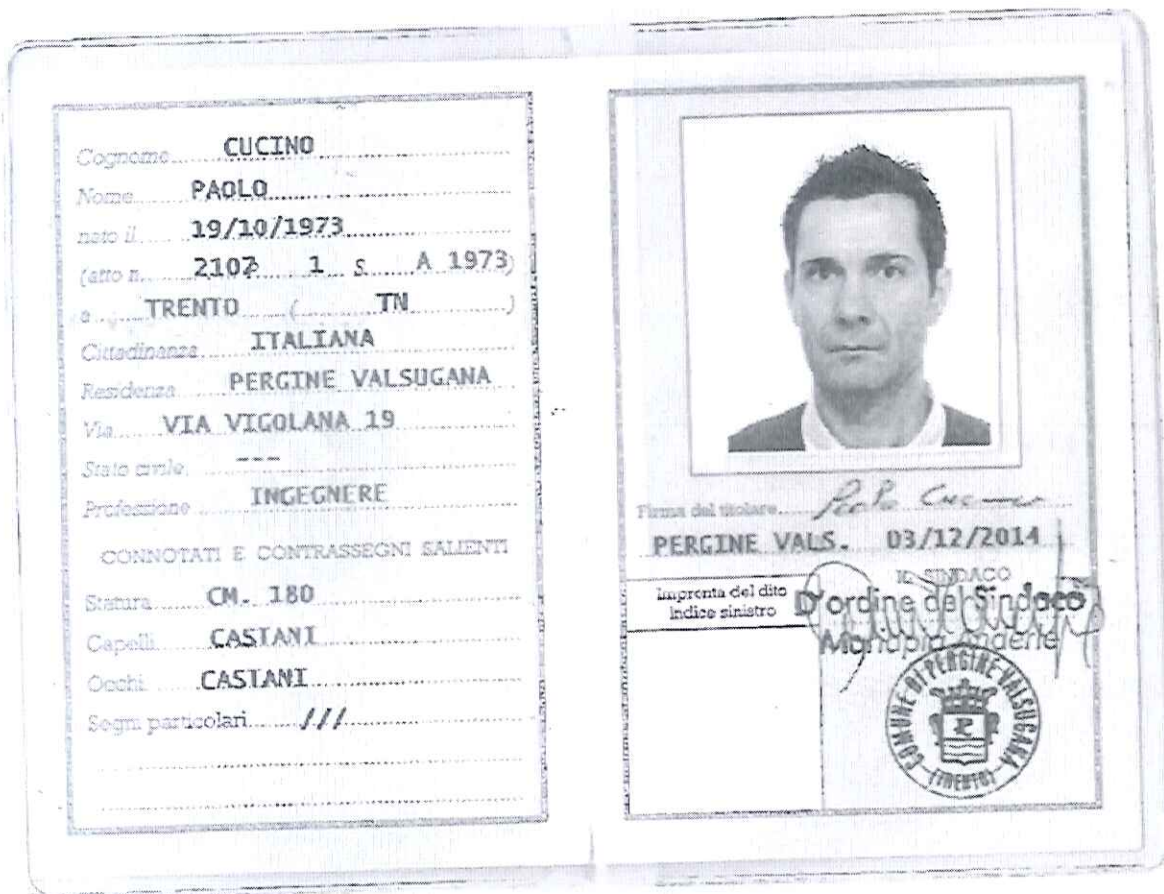 Cognome CUCINO
Nome PAOLO
nato il 19/10/1973
(atto n. 2107 1 S. A 1973)
a TRENTO ( TN )
Cittadinanza ITALIANA
Residenza PERGINE VALSUGANA
Via VIA VIGOLANA 19
Stato civile ---
Professione INGEGNERE
CONNOTATI E CONTRASSEGNI SALIENTI
Statura CM. 180
Capelli CASTANI
Occhi CASTANI
Segni particolari ///
Firma del titolare Paolo Cucino
PERGINE VALS. 03/12/2014
IL SINDACO
Impronta del dito
indice sinistro
D'ordine del Sindaco
COMUNE DI PERGINE VALSUGANA
(TRENTO)